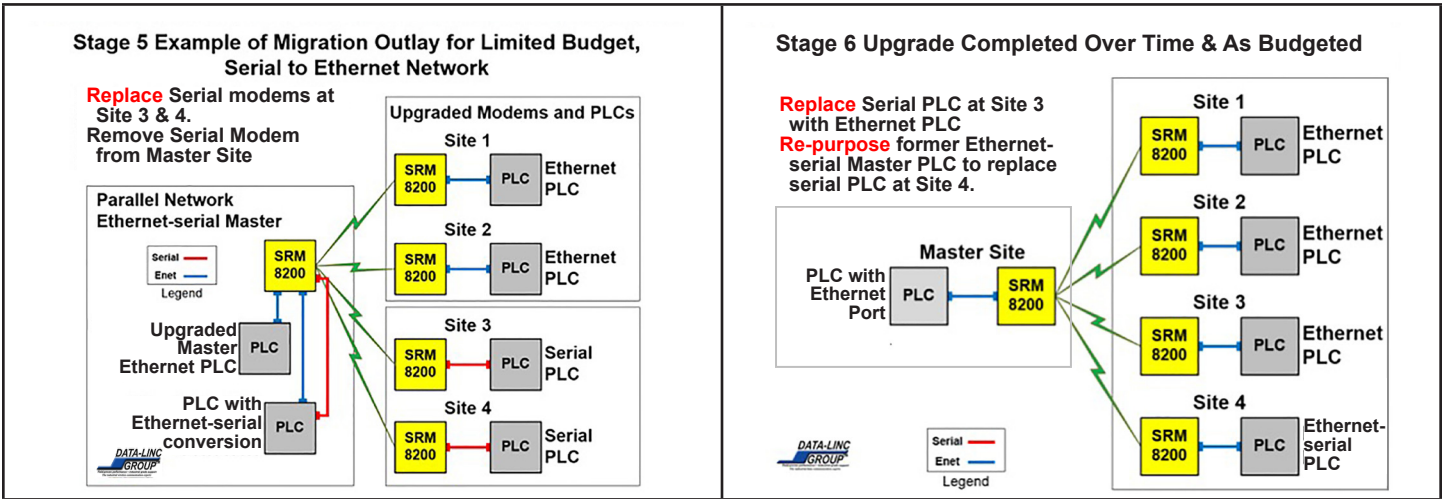 Stage 5 Example of Migration Outlay for Limited Budget,
Serial to Ethernet Network
Replace Serial modems at
Site 3 & 4.
Remove Serial Modem
from Master Site
Parallel Network
Ethernet-serial Master
Serial
Enet
Legend
SRM
8200
Upgraded
Master
Ethernet PLC
PLC
PLC with
Ethernet-serial
conversion
PLC
DATA-LINC
GROUP
Upgraded Modems and PLCs
Site 1
SRM
8200
PLC
Ethernet
PLC
Site 2
SRM
8200
PLC
Ethernet
PLC
Site 3
SRM
8200
PLC
Serial
PLC
Site 4
SRM
8200
PLC
Serial
PLC
Stage 6 Upgrade Completed Over Time & As Budgeted
Replace Serial PLC at Site 3
with Ethernet PLC
Re-purpose former Ethernet-
serial Master PLC to replace
serial PLC at Site 4.
Master Site
PLC with
Ethernet
Port
PLC
SRM
8200
DATA-LINC
GROUP
Serial
Enet
Legend
Site 1
SRM
8200
PLC
Ethernet
PLC
Site 2
SRM
8200
PLC
Ethernet
PLC
Site 3
SRM
8200
PLC
Ethernet
PLC
Site 4
SRM
8200
PLC
Ethernet-
serial
PLC